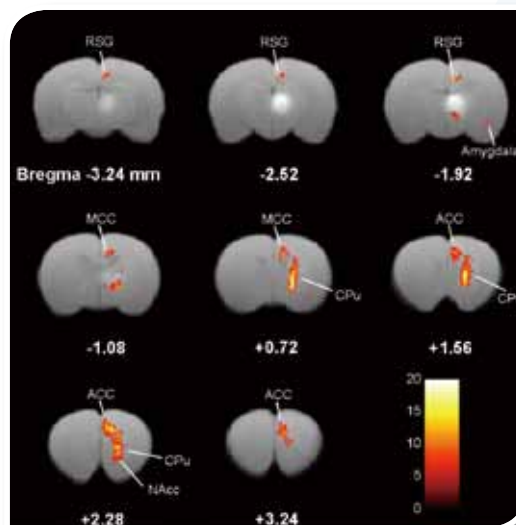 RSG RSG RSG
Amygdala
Bregma -3.24 mm -2.52 -1.92
MCC MCC ACC
CPu CP
-1.08 +0.72 +1.56
ACC ACC
CPu
NAcc
+2.28 +3.24
20
15
10
5
0